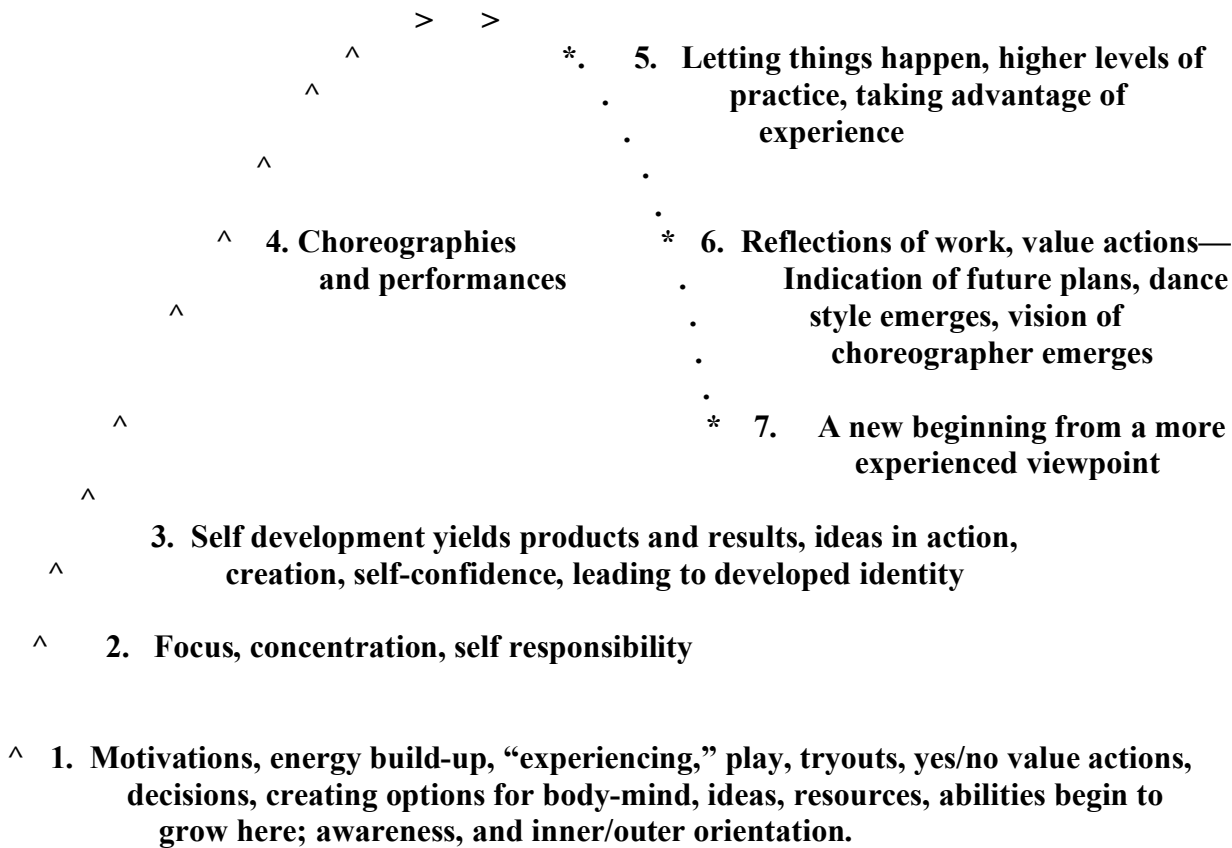 > >
^ *. 5. Letting things happen, higher levels of
^ . practice, taking advantage of
. experience
^ .
.
^ 4. Choreographies * 6. Reflections of work, value actions—
and performances . Indication of future plans, dance
^ . style emerges, vision of
. choreographer emerges
.
^ * 7. A new beginning from a more
experienced viewpoint
^
3. Self development yields products and results, ideas in action,
^ creation, self-confidence, leading to developed identity
^ 2. Focus, concentration, self responsibility
^ 1. Motivations, energy build-up, “experiencing,” play, tryouts, yes/no value actions,
decisions, creating options for body-mind, ideas, resources, abilities begin to
grow here; awareness, and inner/outer orientation.